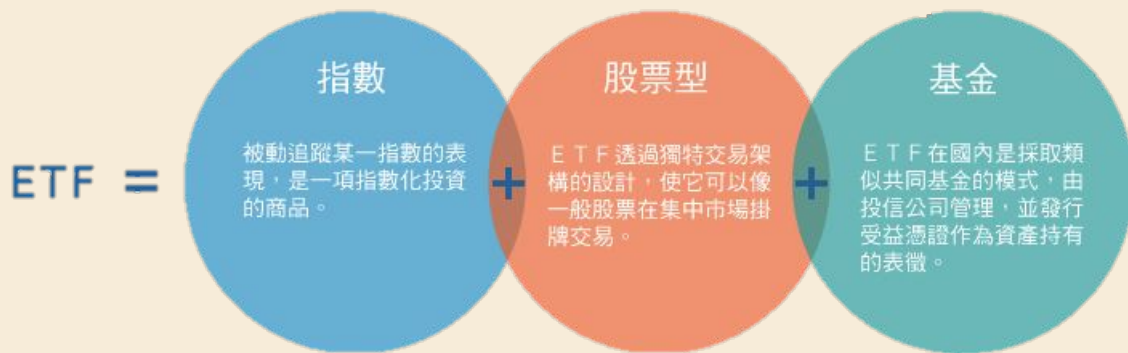 ETF =
指數
被動追蹤某一指數的表
現，是一項指數化投資
的商品。
+
股票型
ＥＴＦ透過獨特交易架
構的設計，使它可以像
一般股票在集中市場掛
牌交易。
+
基金
ＥＴＦ在國內是採取類
似共同基金的模式，由
投信公司管理，並發行
受益憑證作為資產持有
的表徵。